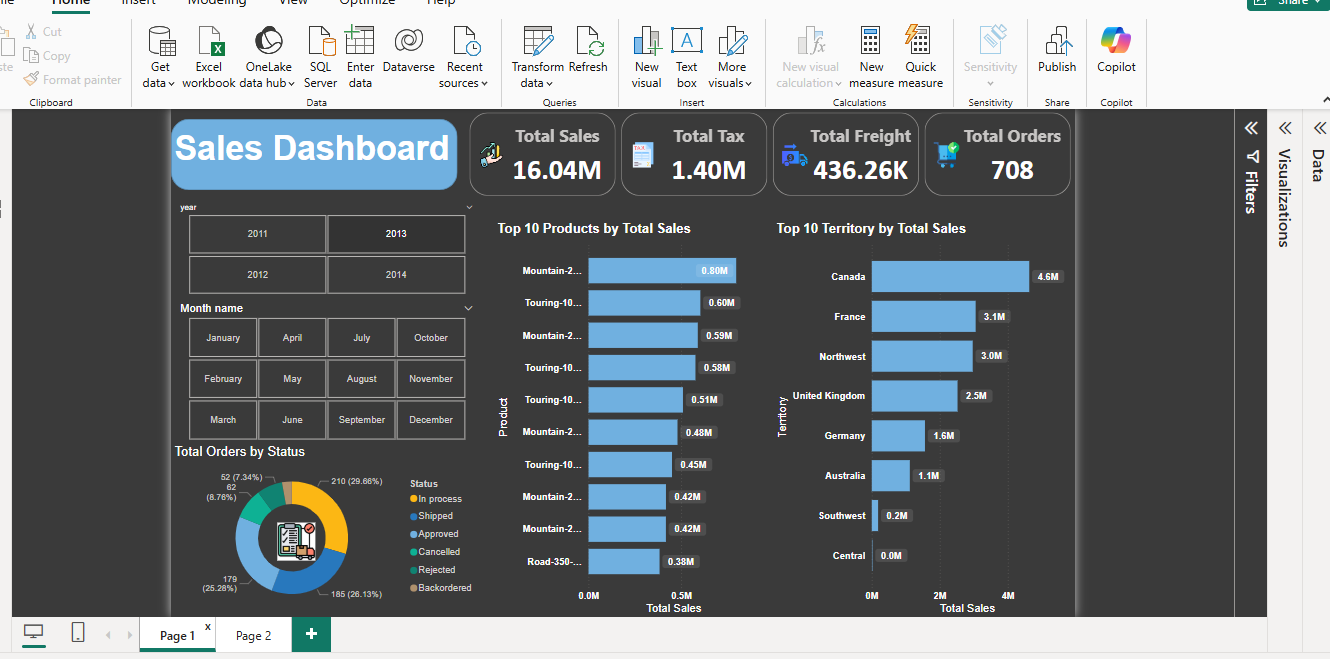 Home
Insert
Modeling
View
Optimize
Help
Share
Cut
Copy
Format painter
Clipboard
Get data
Excel workbook
OneLake data hub
SQL Server
Enter data
Dataverse
Recent sources
Data
Transform data
Refresh
Queries
New visual
Text box
More visuals
Insert
New visual calculation
New measure
Quick measure
Calculations
Sensitivity
Sensitivity
Publish
Share
Copilot
Copilot
Sales Dashboard
Total Sales
16.04M
TAX
Total Tax
1.40M
Total Freight
436.26K
Total Orders
708
Filters
Visualizations
Data
year
2011
2013
2012
2014
Month name
January
April
July
October
February
May
August
November
March
June
September
December
Total Orders by Status
52 (7.34%)
62
(8.76%)
210 (29.66%)
179
(25.28%)
185 (26.13%)
Status
In process
Shipped
Approved
Cancelled
Rejected
Backordered
Top 10 Products by Total Sales
Product
Mountain-2... 0.80M
Touring-10... 0.60M
Mountain-2... 0.59M
Touring-10... 0.58M
Touring-10... 0.51M
Mountain-2... 0.48M
Touring-10... 0.45M
Mountain-2... 0.42M
Mountain-2... 0.42M
Road-350-... 0.38M
0.0M 0.5M
Total Sales
Top 10 Territory by Total Sales
Territory
Canada 4.6M
France 3.1M
Northwest 3.0M
United Kingdom 2.5M
Germany 1.6M
Australia 1.1M
Southwest 0.2M
Central 0.0M
0M 2M 4M
Total Sales
Page 1
x
Page 2
+